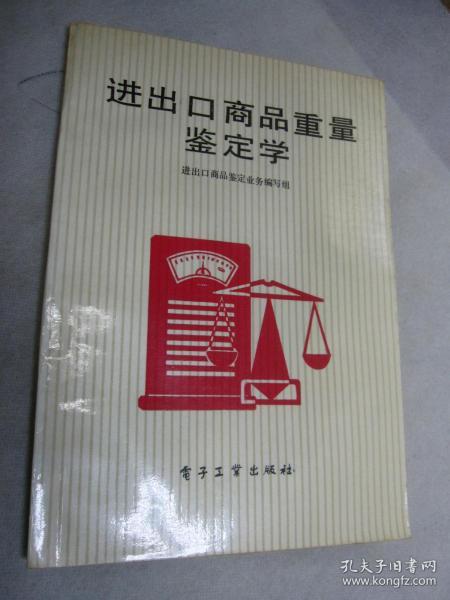 进出口商品重量
鉴定学
进出口商品鉴定业务编写组
電子工業出版社
孔夫子旧书网
www.kongfz.com